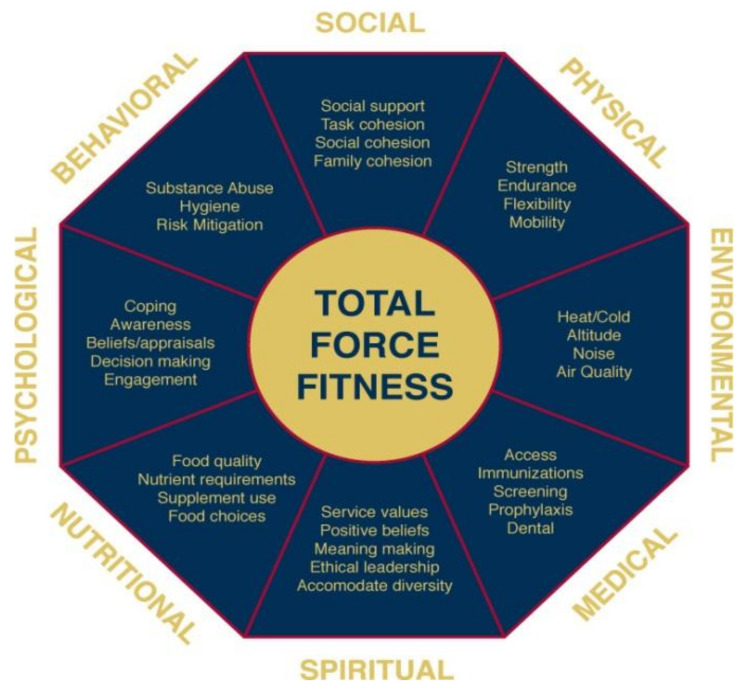 SOCIAL
Social support
Task cohesion
Social cohesion
Family cohesion
PHYSICAL
Strength
Endurance
Flexibility
Mobility
ENVIRONMENTAL
Heat/Cold
Altitude
Noise
Air Quality
MEDICAL
Access
Immunizations
Screening
Prophylaxis
Dental
SPIRITUAL
Service values
Positive beliefs
Meaning making
Ethical leadership
Accomodate diversity
NUTRITIONAL
Food quality
Nutrient requirements
Supplement use
Food choices
PSYCHOLOGICAL
Coping
Awareness
Beliefs/appraisals
Decision making
Engagement
BEHAVIORAL
Substance Abuse
Hygiene
Risk Mitigation
TOTAL
FORCE
FITNESS